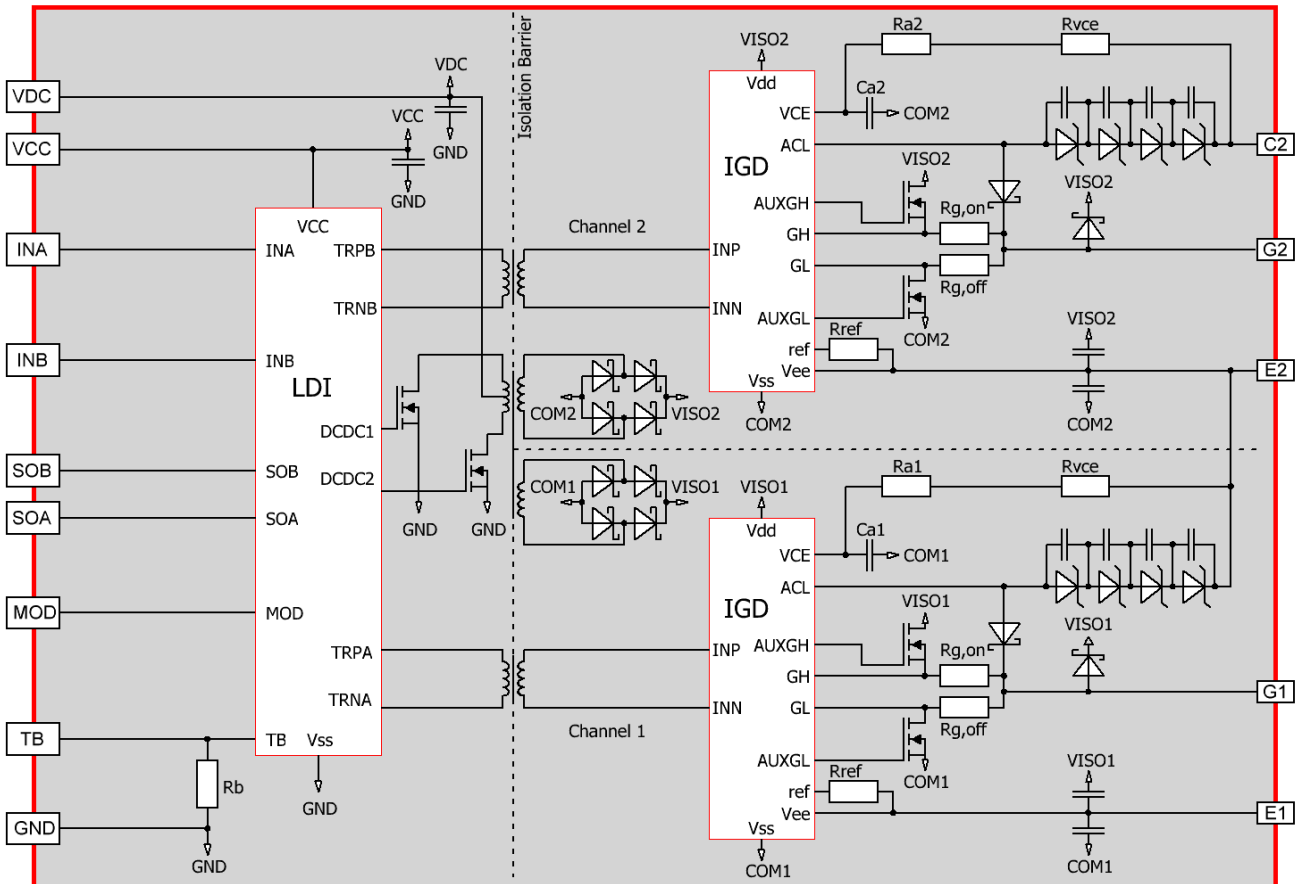 VDC
VCC
INA
INB
SOB
SOA
MOD
TB
GND
VDC
GND
VCC
GND
Isolation Barrier
VCC
INA
TRPB
TRNB
INB
LDI
DCDC1
DCDC2
SOB
SOA
MOD
TRPA
TRNA
TB
Vss
GND
Rb
GND
GND
GND
Channel 2
COM2
VISO2
COM1
VISO1
Channel 1
VISO2
Vdd
VCE
ACL
IGD
AUXGH
GH
INP
GL
INN
AUXGL
ref
Vee
Vss
COM2
Ra2
Rvce
Ca2
COM2
VISO2
Rg,on
Rg,off
COM2
Rref
VISO2
VISO2
COM2
C2
G2
E2
VISO1
Vdd
VCE
ACL
IGD
AUXGH
INP
GH
INN
GL
AUXGL
ref
Vee
Vss
COM1
Ra1
Rvce
Ca1
COM1
VISO1
Rg,on
Rg,off
COM1
Rref
VISO1
VISO1
COM1
G1
E1